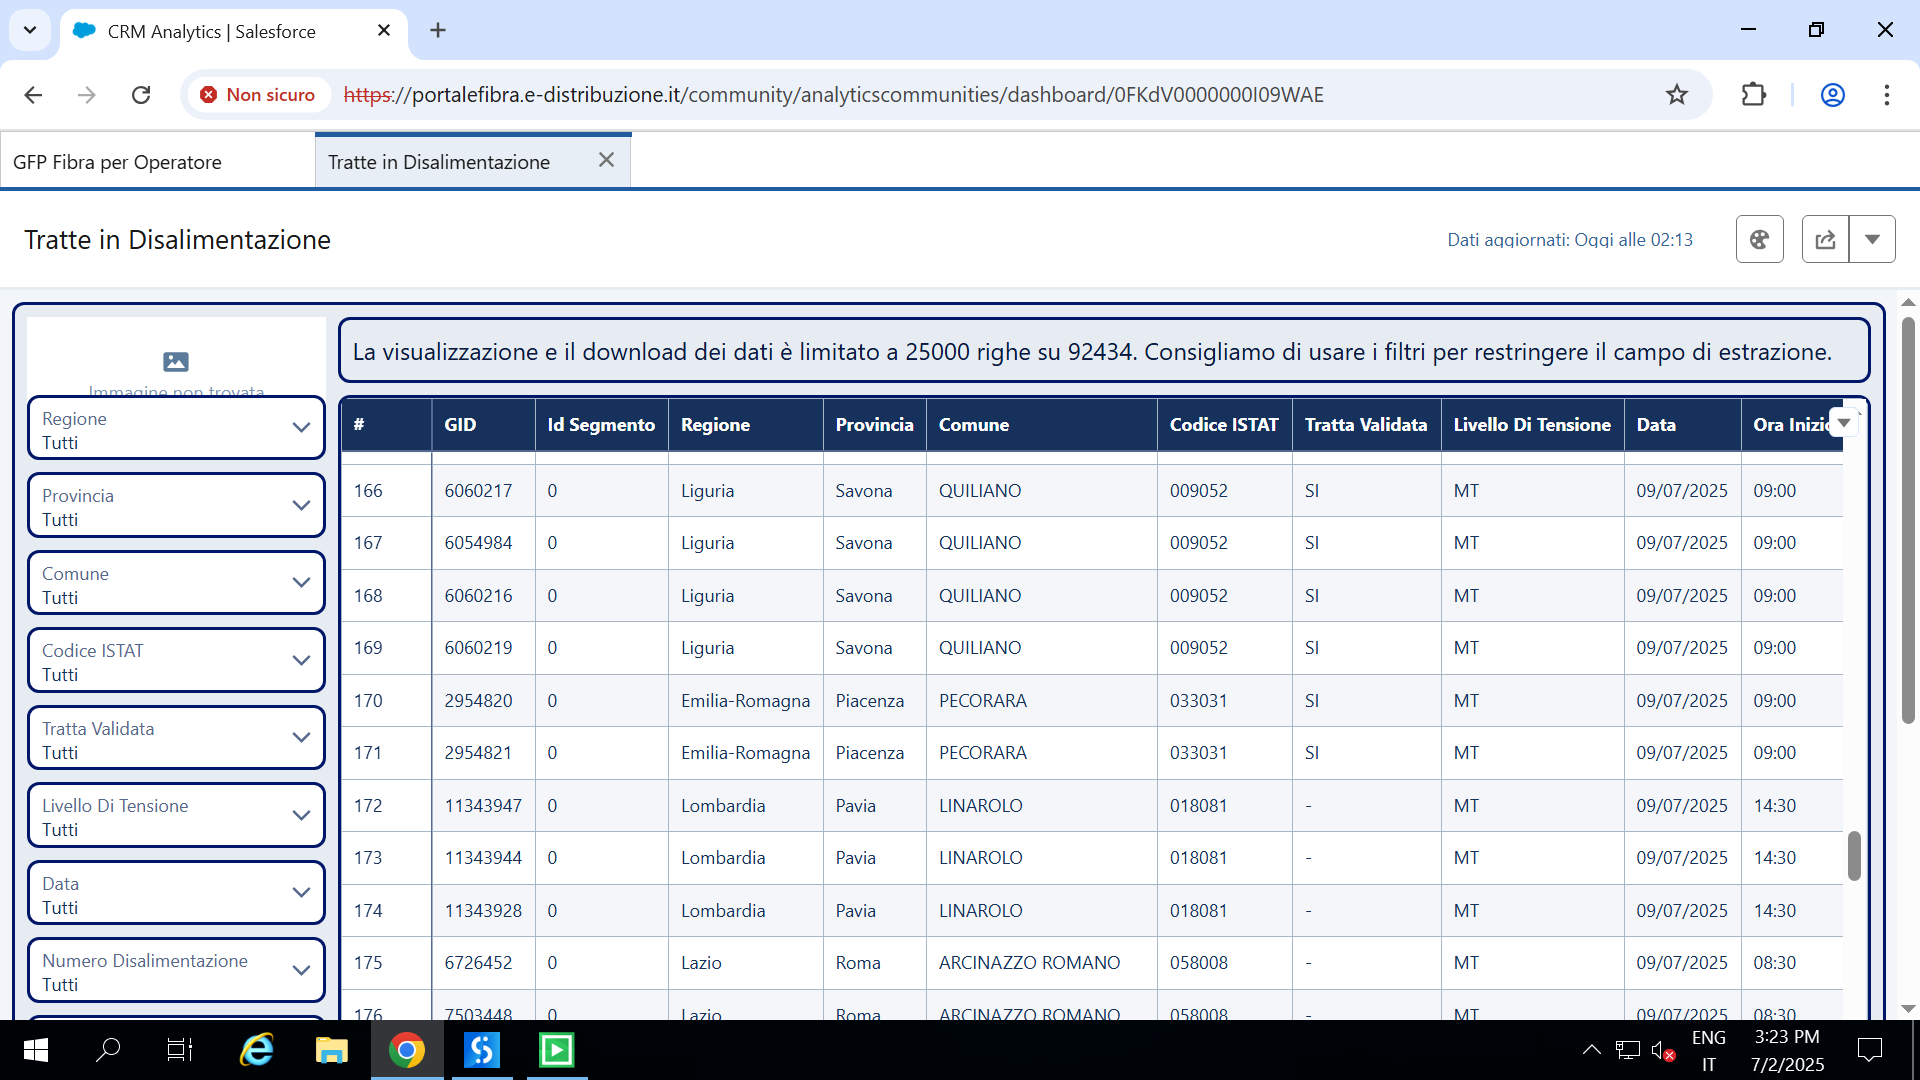 CRM Analytics | Salesforce
Non sicuro
https://portalefibra.e-distribuzione.it/community/analyticscommunities/dashboard/0FKdV0000000I09WAE
GFP Fibra per Operatore
Tratte in Disalimentazione
Tratte in Disalimentazione
Dati aggiornati: Oggi alle 02:13
Immagine non trovata
La visualizzazione e il download dei dati è limitato a 25000 righe su 92434. Consigliamo di usare i filtri per restringere il campo di estrazione.
Regione
Tutti
Provincia
Tutti
Comune
Tutti
Codice ISTAT
Tutti
Tratta Validata
Tutti
Livello Di Tensione
Tutti
Data
Tutti
Numero Disalimentazione
Tutti
# GID Id Segmento Regione Provincia Comune Codice ISTAT Tratta Validata Livello Di Tensione Data Ora Inizio
166 6060217 0 Liguria Savona QUILIANO 009052 SI MT 09/07/2025 09:00
167 6054984 0 Liguria Savona QUILIANO 009052 SI MT 09/07/2025 09:00
168 6060216 0 Liguria Savona QUILIANO 009052 SI MT 09/07/2025 09:00
169 6060219 0 Liguria Savona QUILIANO 009052 SI MT 09/07/2025 09:00
170 2954820 0 Emilia-Romagna Piacenza PECORARA 033031 SI MT 09/07/2025 09:00
171 2954821 0 Emilia-Romagna Piacenza PECORARA 033031 SI MT 09/07/2025 09:00
172 11343947 0 Lombardia Pavia LINAROLO 018081 - MT 09/07/2025 14:30
173 11343944 0 Lombardia Pavia LINAROLO 018081 - MT 09/07/2025 14:30
174 11343928 0 Lombardia Pavia LINAROLO 018081 - MT 09/07/2025 14:30
175 6726452 0 Lazio Roma ARCINAZZO ROMANO 058008 - MT 09/07/2025 08:30
176 7503448 0 Lazio Roma ARCINAZZO ROMANO 058008 - MT 09/07/2025 08:30
ENG
IT
3:23 PM
7/2/2025